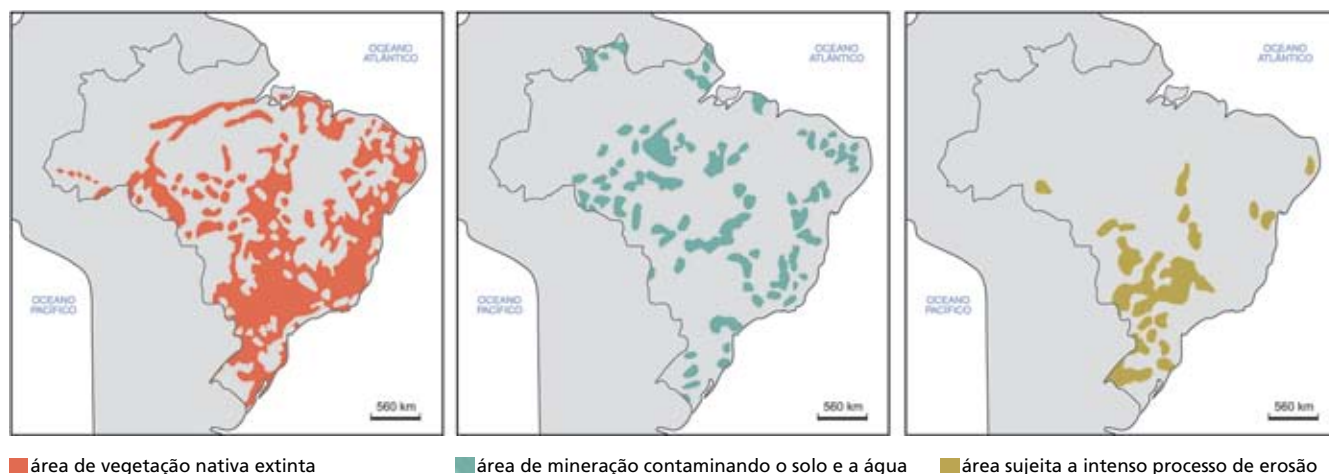 OCEANO
ATLÂNTICO
OCEANO
PACÍFICO
560 km
área de vegetação nativa extinta
OCEANO
ATLÂNTICO
OCEANO
PACÍFICO
560 km
área de mineração contaminando o solo e a água
OCEANO
ATLÂNTICO
OCEANO
PACÍFICO
560 km
área sujeita a intenso processo de erosão